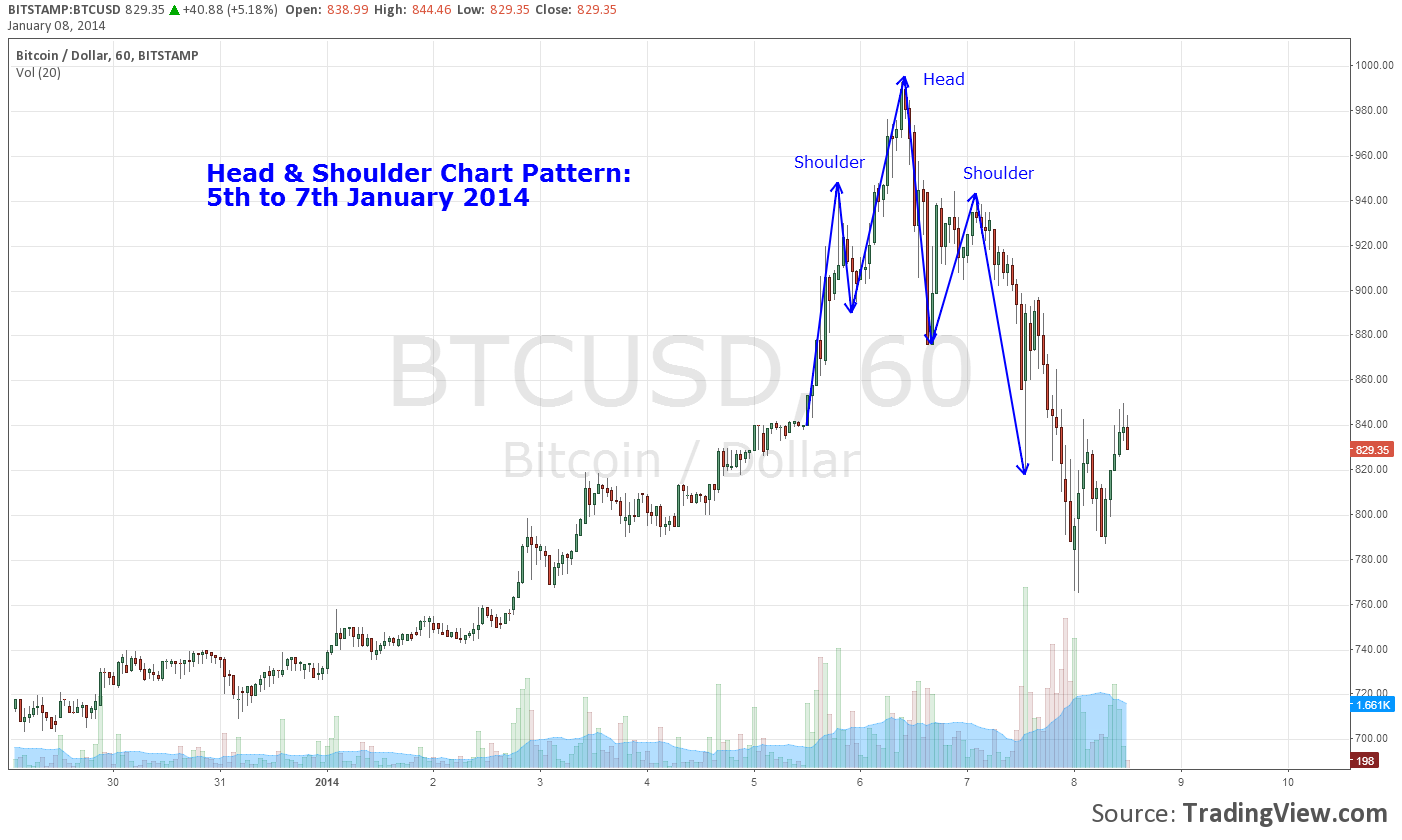 BITSTAMP:BTCUSD 829.35 ▲ +40.88 (+5.18%) Open: 838.99 High: 844.46 Low: 829.35 Close: 829.35
January 08, 2014
Bitcoin / Dollar, 60, BITSTAMP
Vol (20)
1000.00
Head
980.00
Shoulder
960.00
Head & Shoulder Chart Pattern:
Shoulder
5th to 7th January 2014
940.00
920.00
900.00
880.00
BTCUSD, 60
860.00
840.00
829.35
Bitcoin / Dollar
820.00
800.00
780.00
760.00
740.00
720.00
1.661K
700.00
198
30 31 2014 2 3 4 5 6 7 8 9 10
Source: TradingView.com